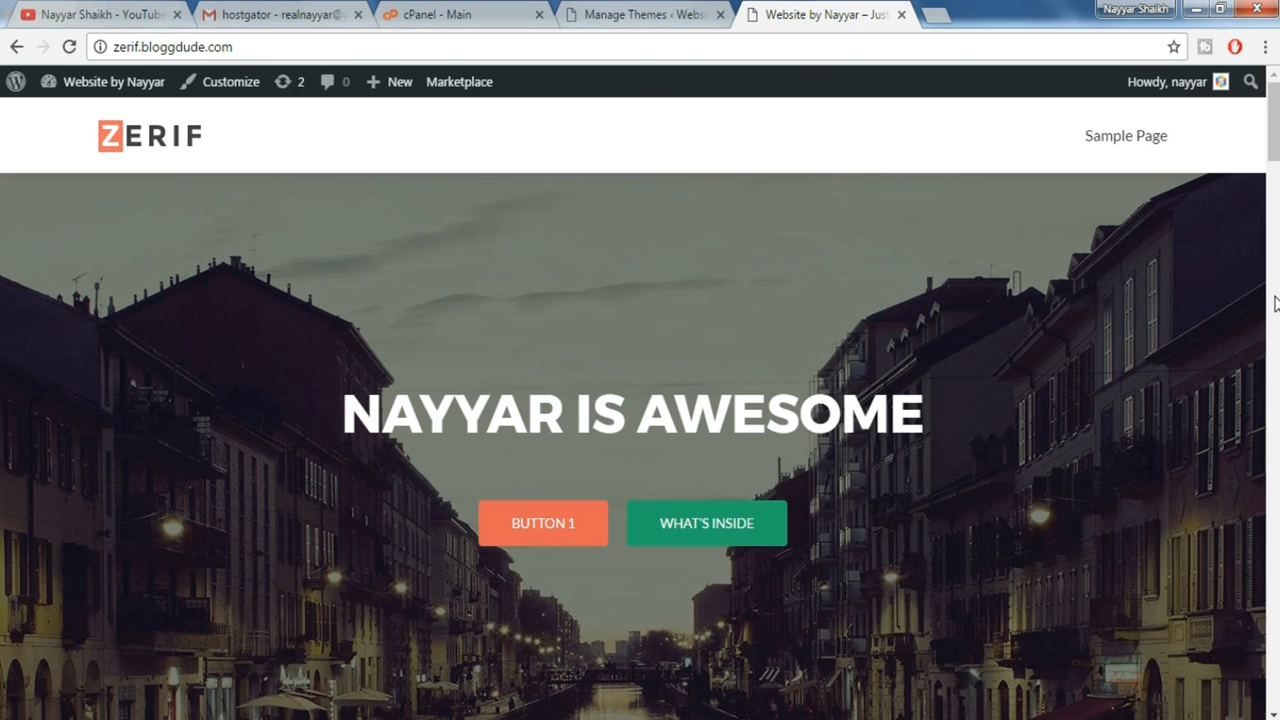 Nayyar Shaikh - YouTube
hostgator - realnayyar@
cPanel - Main
Manage Themes ‹ Websi
Website by Nayyar – Just
Nayyar Shaikh
zerif.bloggdude.com
Website by Nayyar Customize 2 0 New Marketplace
Howdy, nayyar
ZERIF
Sample Page
NAYYAR IS AWESOME
BUTTON 1
WHAT'S INSIDE